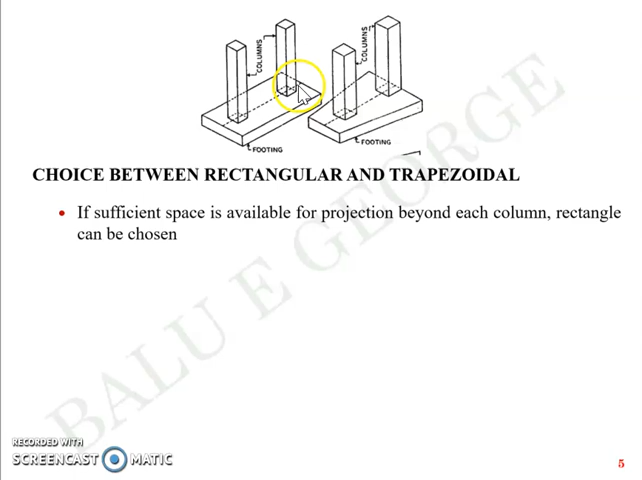 COLUMNS
COLUMNS
FOOTING
FOOTING
CHOICE BETWEEN RECTANGULAR AND TRAPEZOIDAL
• If sufficient space is available for projection beyond each column, rectangle
can be chosen
BALU E GEORGE
RECORDED WITH
SCREENCAST MATIC
5